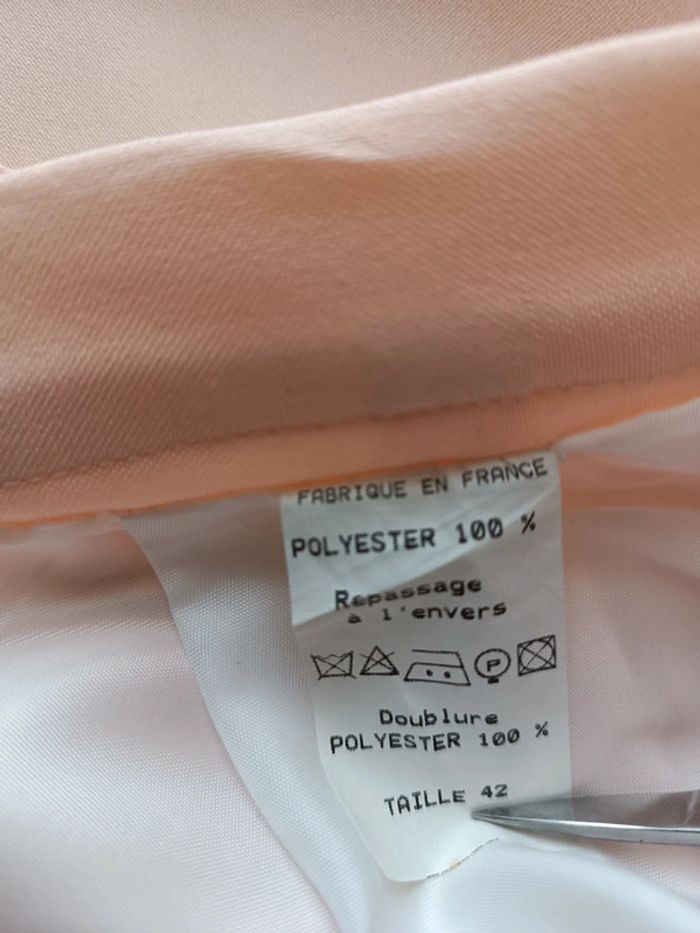 FABRIQUE EN FRANCE
POLYESTER 100 %
Repassage
à l'envers
P
Doublure
POLYESTER 100 %
TAILLE 42